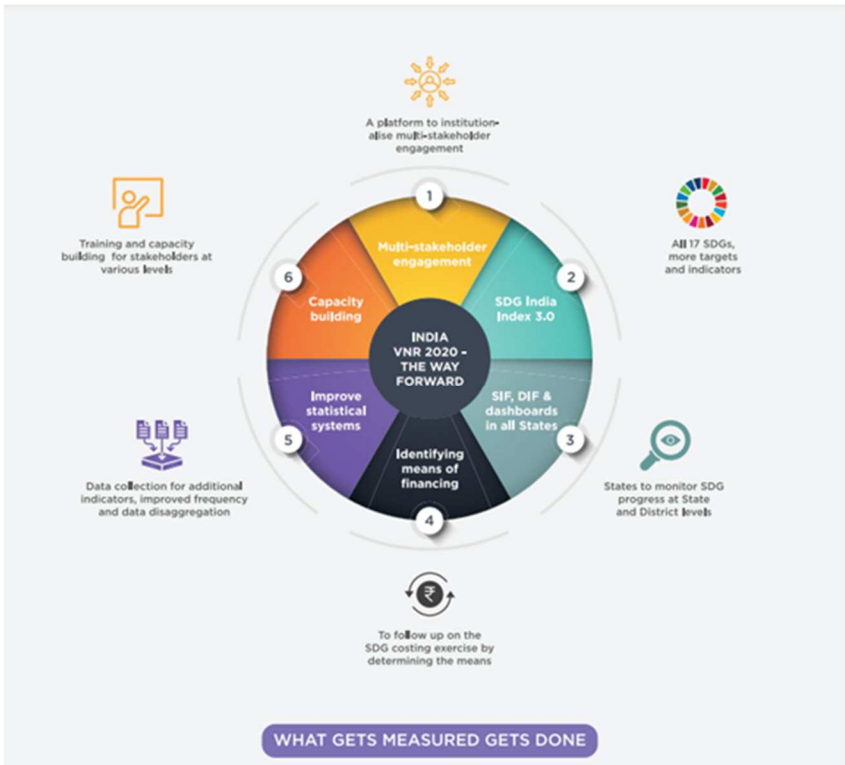 A platform to institution-
alise multi-stakeholder
engagement
1
Multi-stakeholder
engagement
All 17 SDGs,
more targets
and indicators
2
SDG India
Index 3.0
States to monitor SDG
progress at State
and District levels
3
SIF, DIF &
dashboards
in all States
To follow up on the
SDG costing exercise by
determining the means
4
Identifying
means of
financing
Data collection for additional
indicators, improved frequency
and data disaggregation
5
Improve
statistical
systems
Training and capacity
building for stakeholders at
various levels
6
Capacity
building
INDIA
VNR 2020 –
THE WAY
FORWARD
₹
WHAT GETS MEASURED GETS DONE